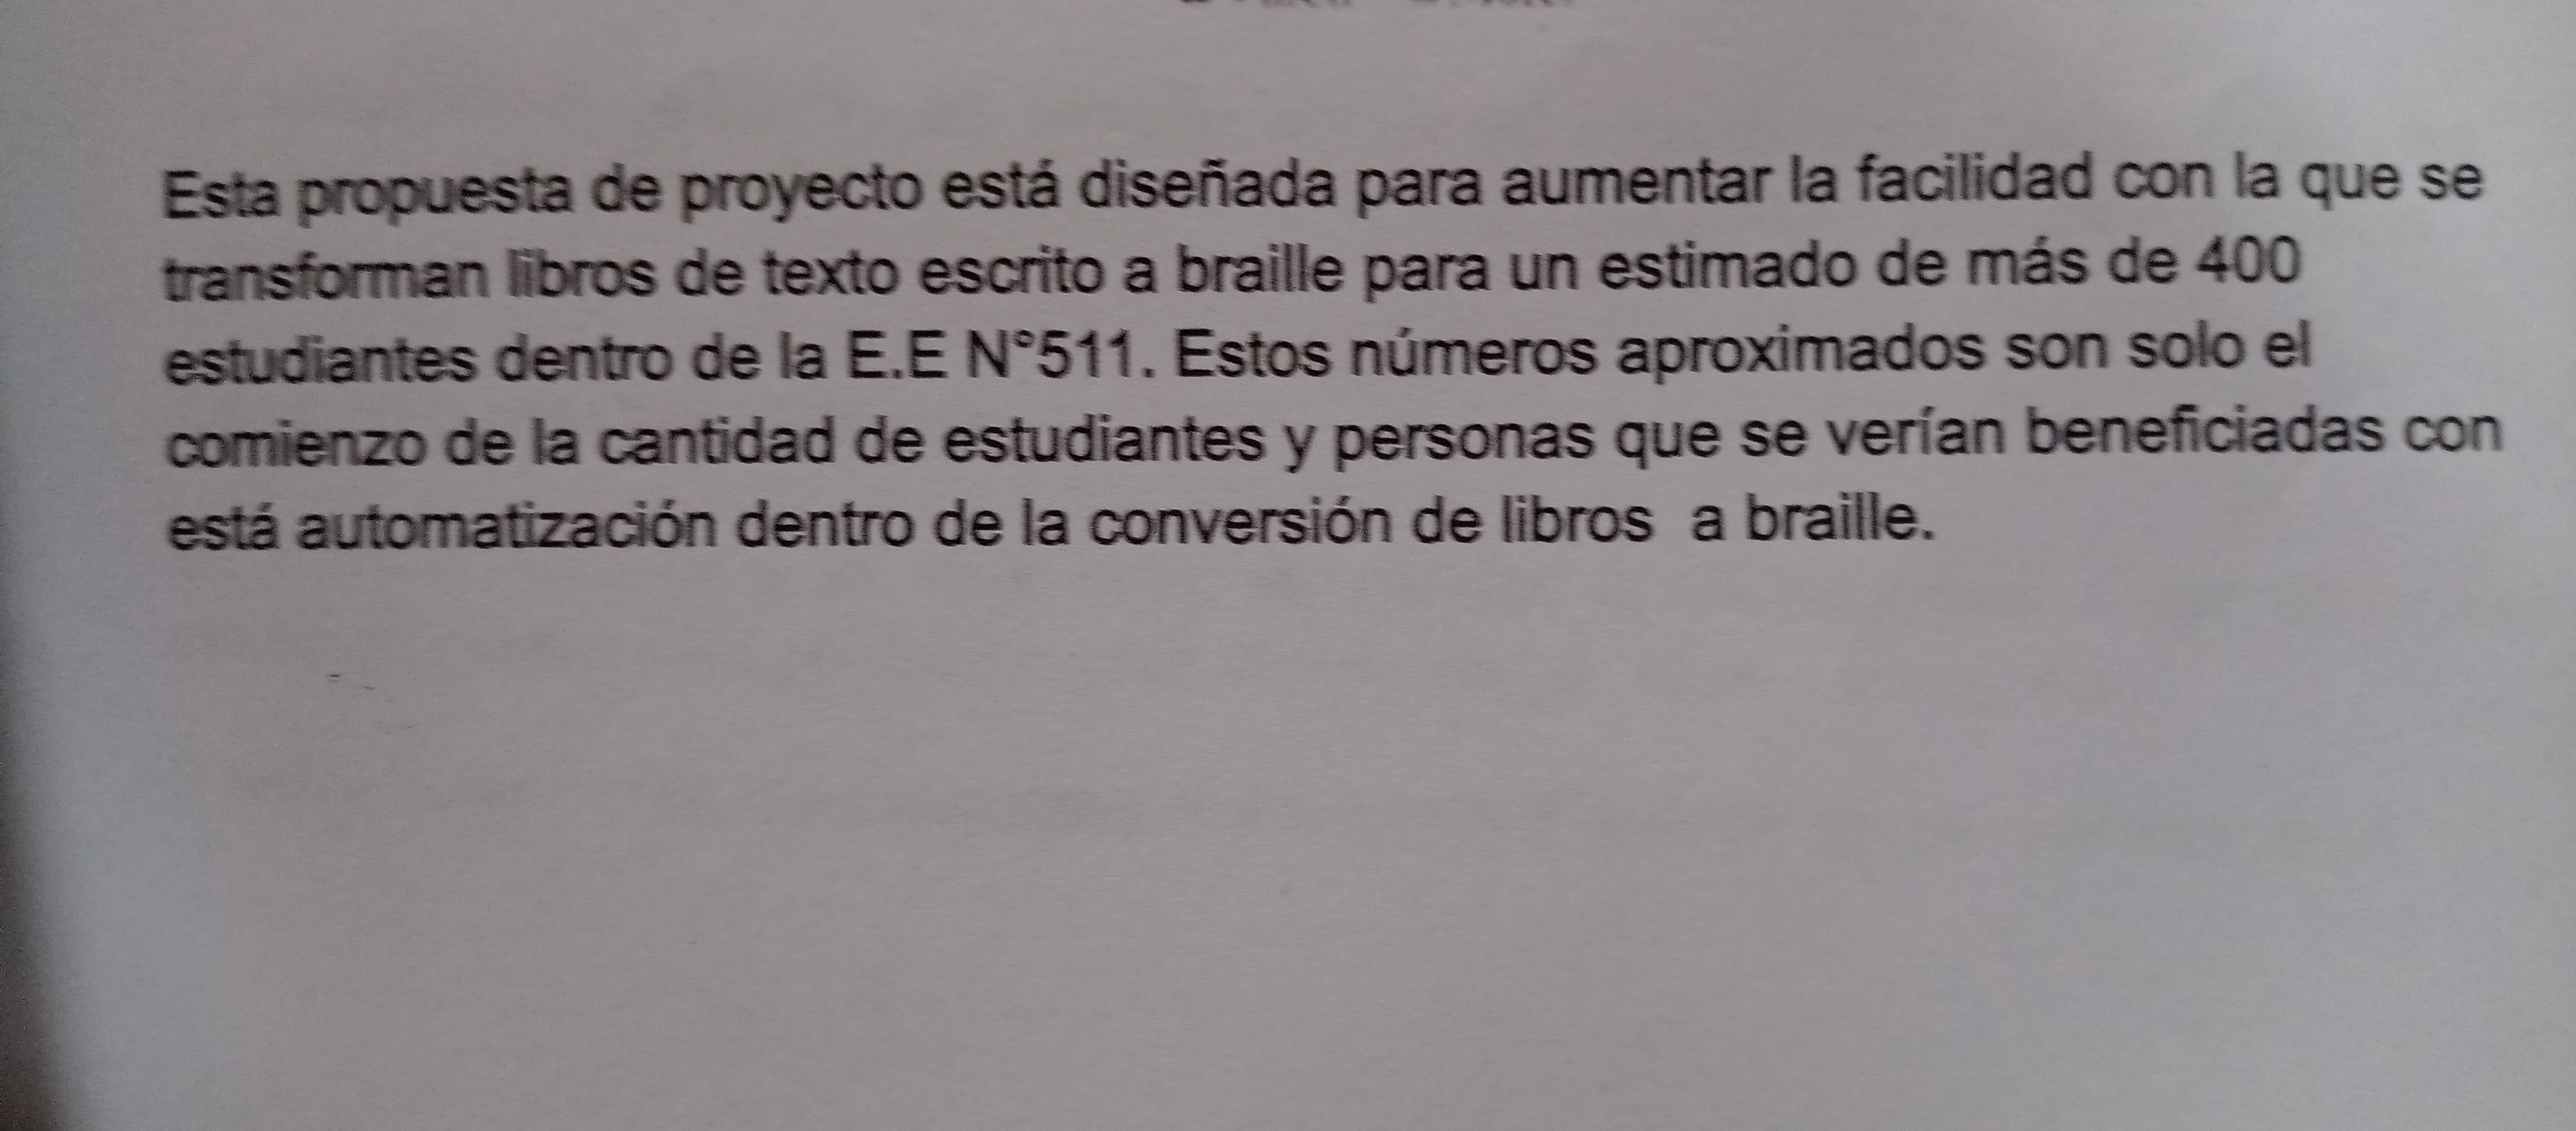 Esta propuesta de proyecto está diseñada para aumentar la facilidad con la que se
transforman libros de texto escrito a braille para un estimado de más de 400
estudiantes dentro de la E.E N°511. Estos números aproximados son solo el
comienzo de la cantidad de estudiantes y personas que se verían beneficiadas con
está automatización dentro de la conversión de libros  a braille.